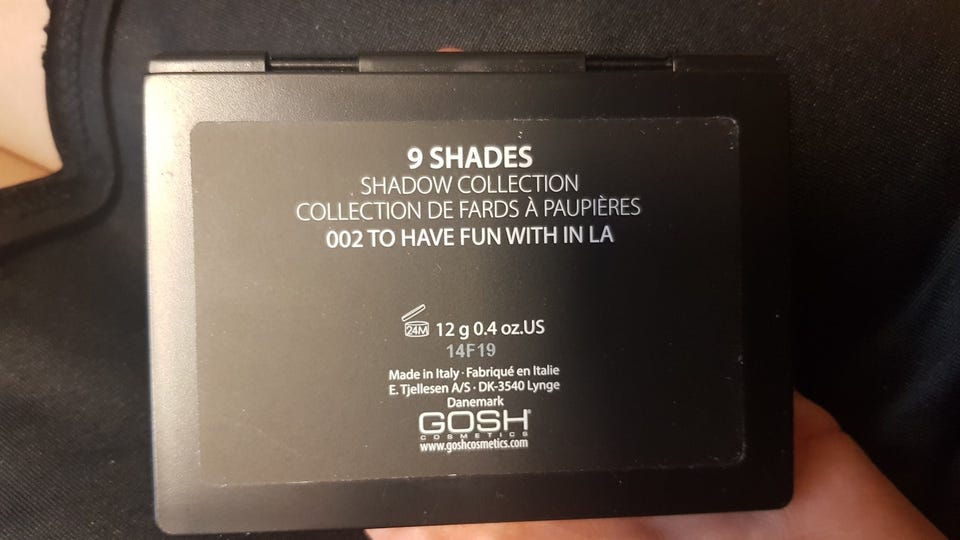 9 SHADES
SHADOW COLLECTION
COLLECTION DE FARDS À PAUPIÈRES
002 TO HAVE FUN WITH IN LA
24M 12 g 0.4 oz.US
14F19
Made in Italy · Fabriqué en Italie
E. Tjellesen A/S · DK-3540 Lynge
Danemark
GOSH®
COSMETICS
www.goshcosmetics.com